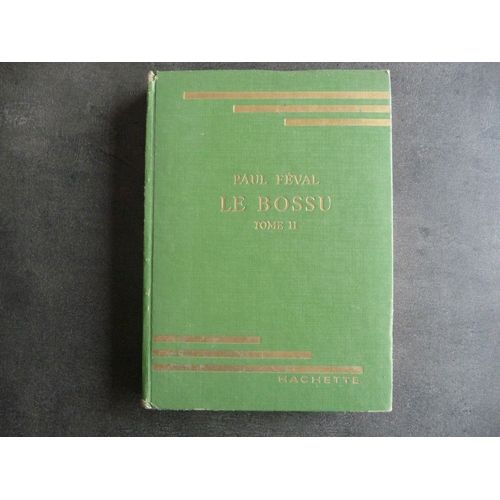 PAUL FÉVAL
LE BOSSU
TOME II
HACHETTE